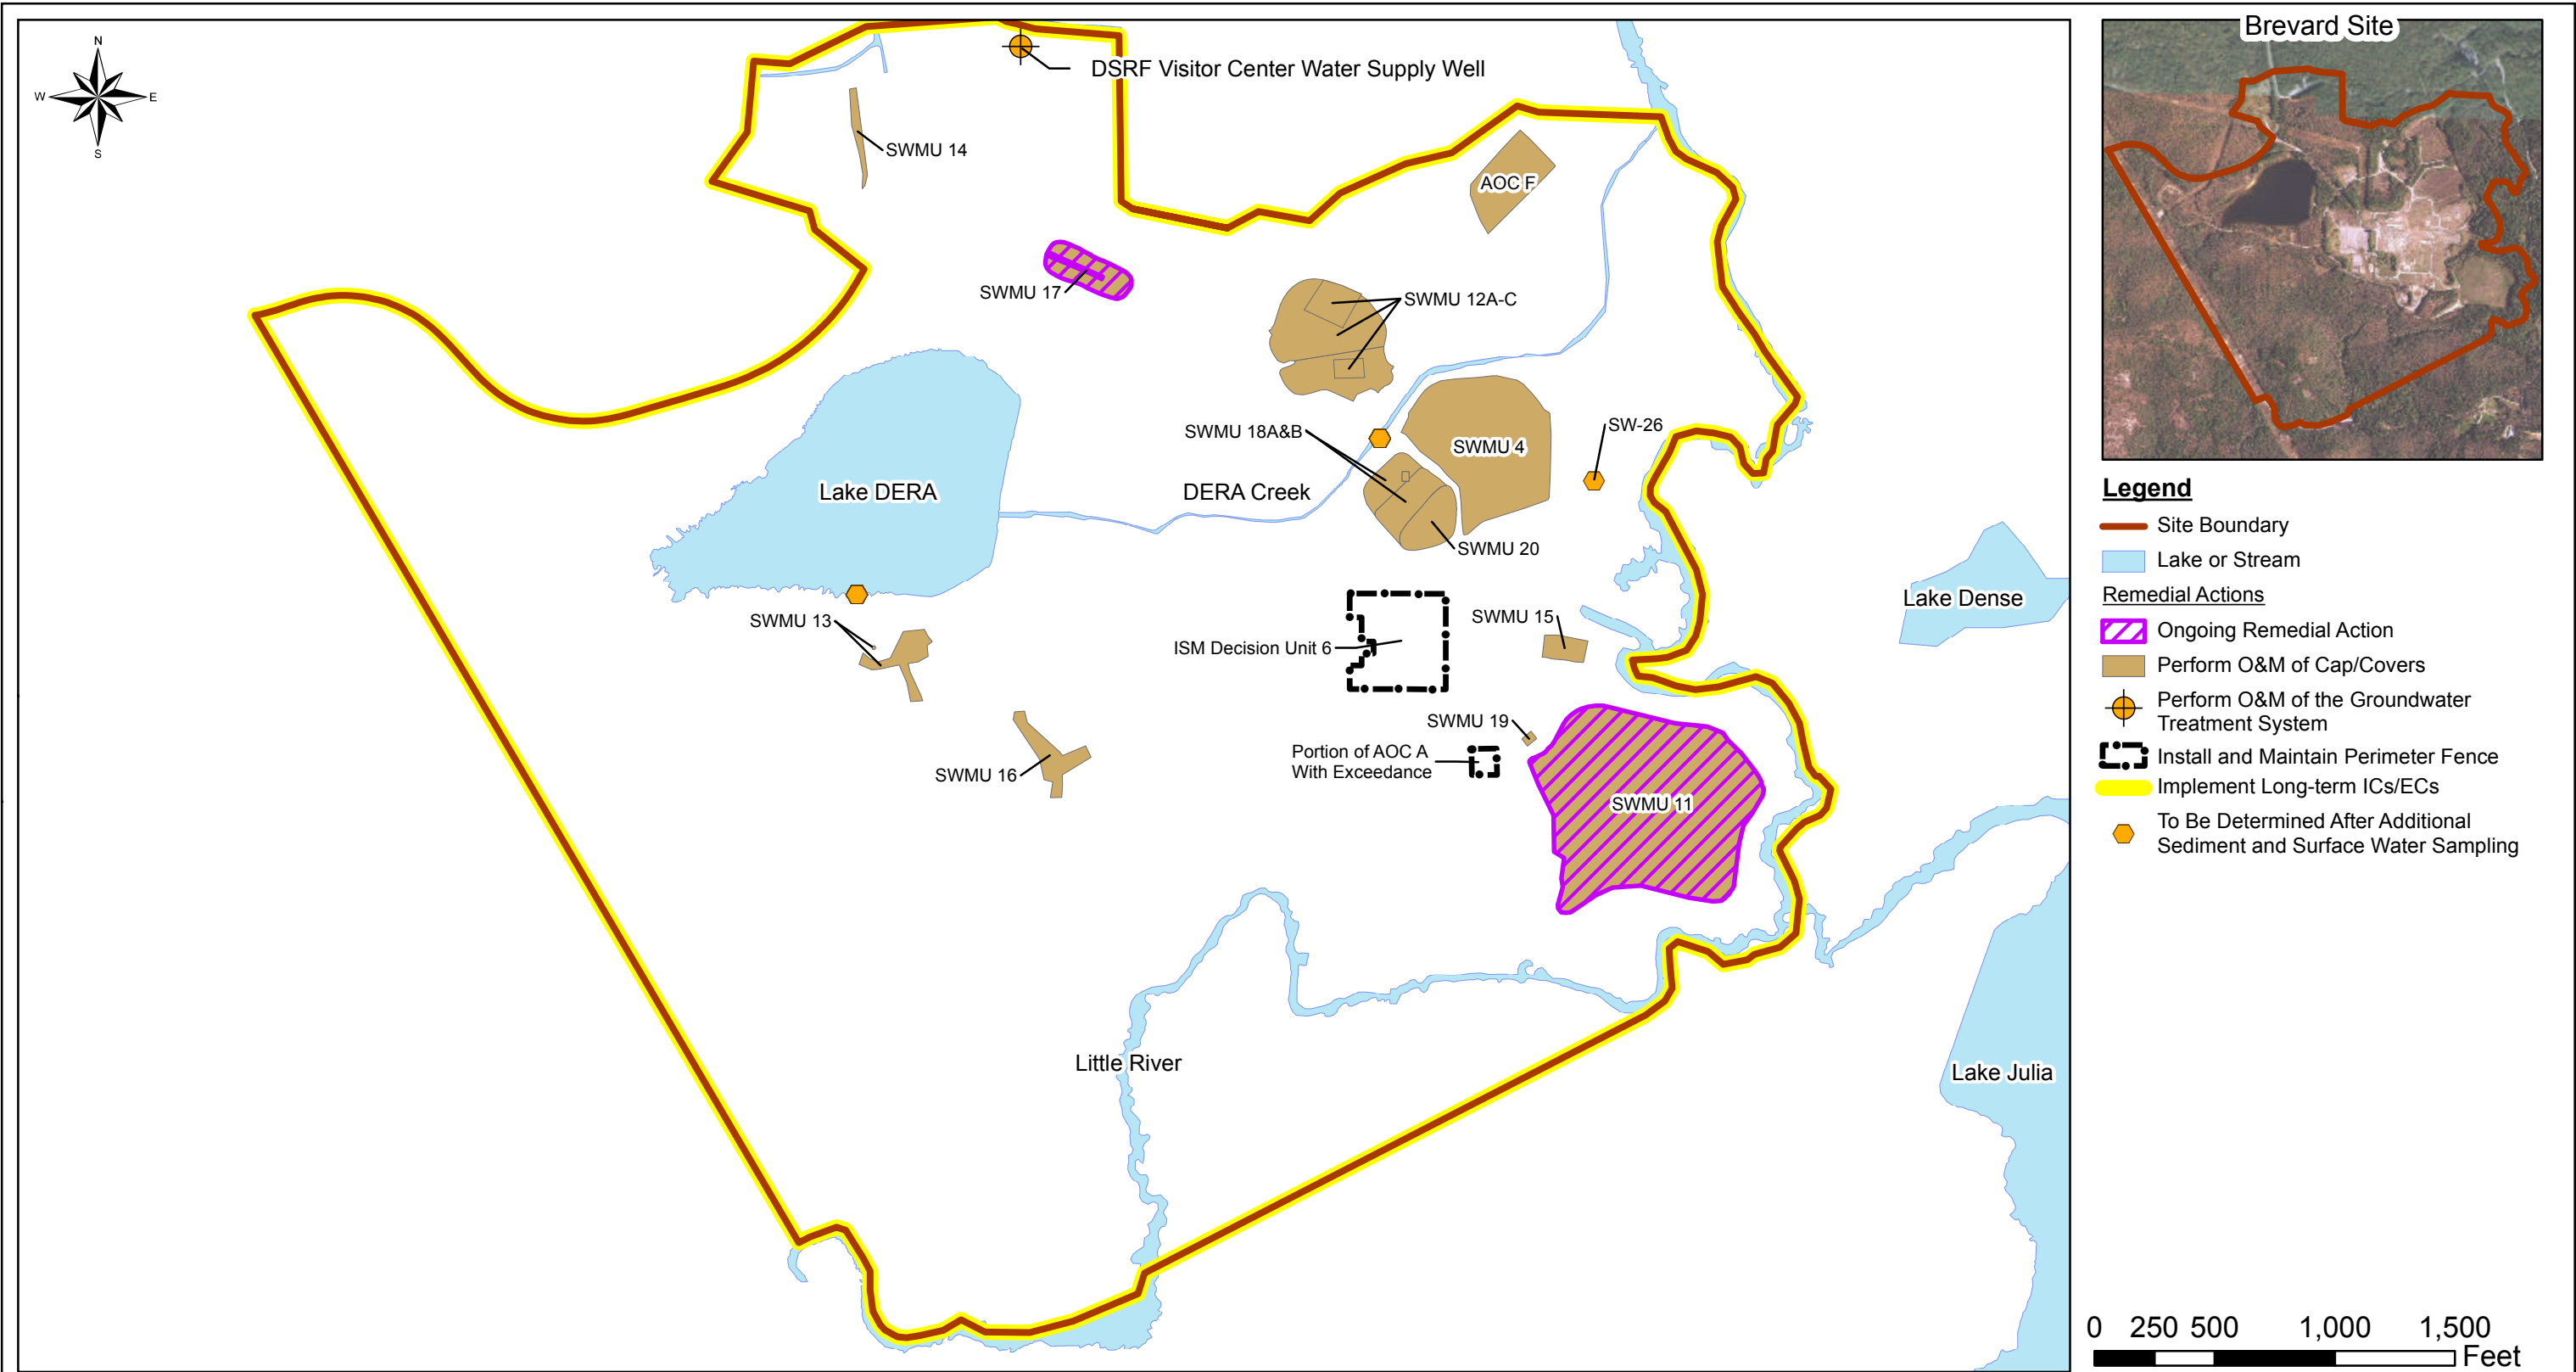 N
W
E
S
DSRF Visitor Center Water Supply Well
SWMU 14
AOC F
SWMU 17
SWMU 12A-C
SWMU 18A&B
SWMU 4
SW-26
Lake DERA
DERA Creek
SWMU 20
SWMU 13
ISM Decision Unit 6
SWMU 15
Lake Dense
SWMU 19
Portion of AOC A
With Exceedance
SWMU 16
SWMU 11
Little River
Lake Julia
Brevard Site
Legend
Site Boundary
Lake or Stream
Remedial Actions
Ongoing Remedial Action
Perform O&M of Cap/Covers
Perform O&M of the Groundwater
Treatment System
Install and Maintain Perimeter Fence
Implement Long-term ICs/ECs
To Be Determined After Additional
Sediment and Surface Water Sampling
0 250 500 1,000 1,500
Feet